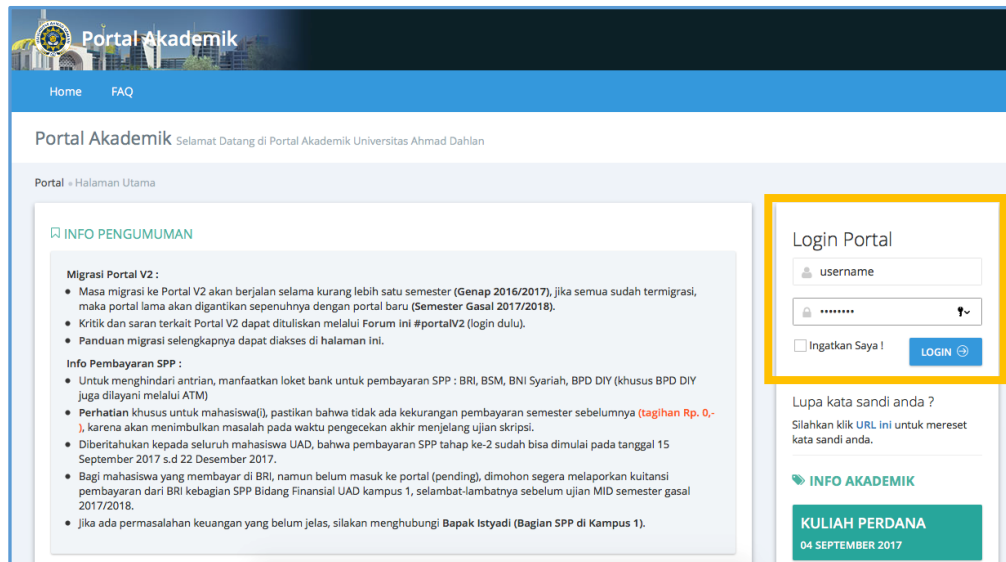 Portal Akademik
Home FAQ
Portal Akademik Selamat Datang di Portal Akademik Universitas Ahmad Dahlan
Portal » Halaman Utama
INFO PENGUMUMAN
Migrasi Portal V2 :
• Masa migrasi ke Portal V2 akan berjalan selama kurang lebih satu semester (Genap 2016/2017), jika semua sudah termigrasi,
maka portal lama akan digantikan sepenuhnya dengan portal baru (Semester Gasal 2017/2018).
• Kritik dan saran terkait Portal V2 dapat dituliskan melalui Forum ini #portalV2 (login dulu).
• Panduan migrasi selengkapnya dapat diakses di halaman ini.
Info Pembayaran SPP :
• Untuk menghindari antrian, manfaatkan loket bank untuk pembayaran SPP : BRI, BSM, BNI Syariah, BPD DIY (khusus BPD DIY
juga dilayani melalui ATM)
• Perhatian khusus untuk mahasiswa(i), pastikan bahwa tidak ada kekurangan pembayaran semester sebelumnya (tagihan Rp. 0,-
), karena akan menimbulkan masalah pada waktu pengecekan akhir menjelang ujian skripsi.
• Diberitahukan kepada seluruh mahasiswa UAD, bahwa pembayaran SPP tahap ke-2 sudah bisa dimulai pada tanggal 15
September 2017 s.d 22 Desember 2017.
• Bagi mahasiswa yang membayar di BRI, namun belum masuk ke portal (pending), dimohon segera melaporkan kuitansi
pembayaran dari BRI kebagian SPP Bidang Finansial UAD kampus 1, selambat-lambatnya sebelum ujian MID semester gasal
2017/2018.
• Jika ada permasalahan keuangan yang belum jelas, silakan menghubungi Bapak Istyadi (Bagian SPP di Kampus 1).
Login Portal
username
••••••••
Ingatkan Saya !
LOGIN
Lupa kata sandi anda ?
Silahkan klik URL ini untuk mereset
kata sandi anda.
INFO AKADEMIK
KULIAH PERDANA
04 SEPTEMBER 2017